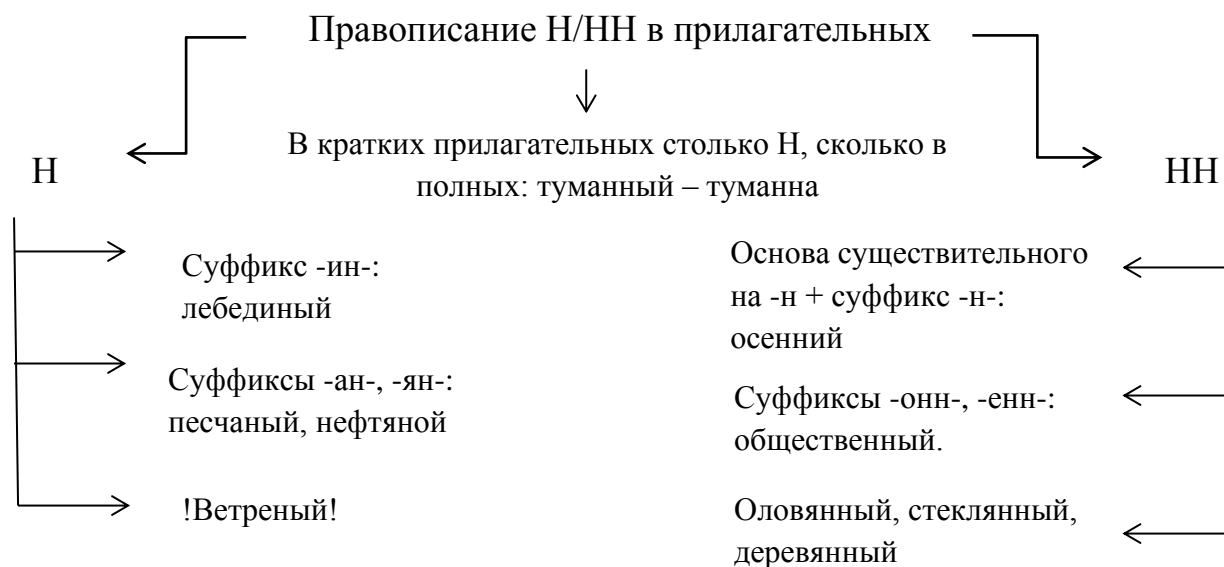 Правописание Н/НН в прилагательных
В кратких прилагательных столько Н, сколько в
полных: туманный – туманна
Н
Суффикс -ин-:
лебединый
Суффиксы -ан-, -ян-:
песчаный, нефтяной
!Ветреный!
НН
Основа существительного
на -н + суффикс -н-:
осенний
Суффиксы -онн-, -енн-:
общественный.
Оловянный, стеклянный,
деревянный